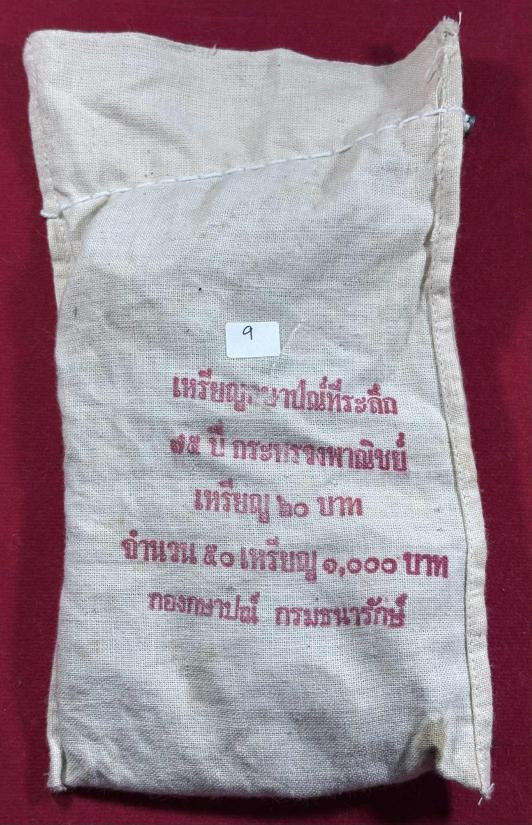 9
เหรียญกษาปณ์ที่ระลึก
๗๕ ปี กระทรวงพาณิชย์
เหรียญ ๒๐ บาท
จำนวน ๕๐ เหรียญ ๑,๐๐๐ บาท
กองกษาปณ์ กรมธนารักษ์